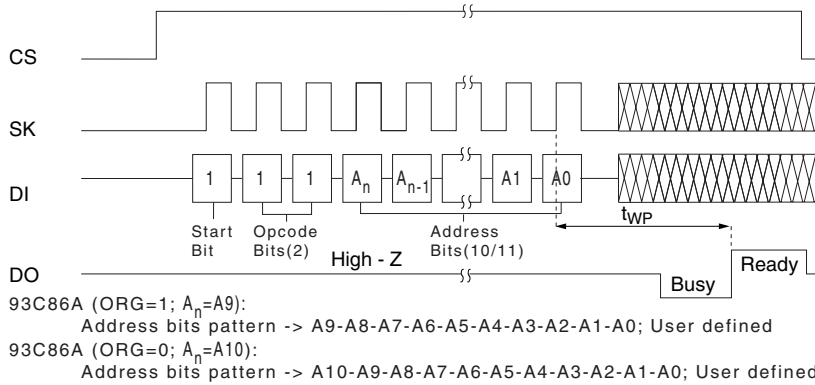 CS
SK
DI
1 1 1 Aₙ Aₙ₋₁ A1 A0
tWP
Start Bit
Opcode Bits(2)
Address Bits(10/11)
High - Z
DO
Busy
Ready
93C86A (ORG=1; Aₙ=A9):
Address bits pattern -> A9-A8-A7-A6-A5-A4-A3-A2-A1-A0; User defined
93C86A (ORG=0; Aₙ=A10):
Address bits pattern -> A10-A9-A8-A7-A6-A5-A4-A3-A2-A1-A0; User defined